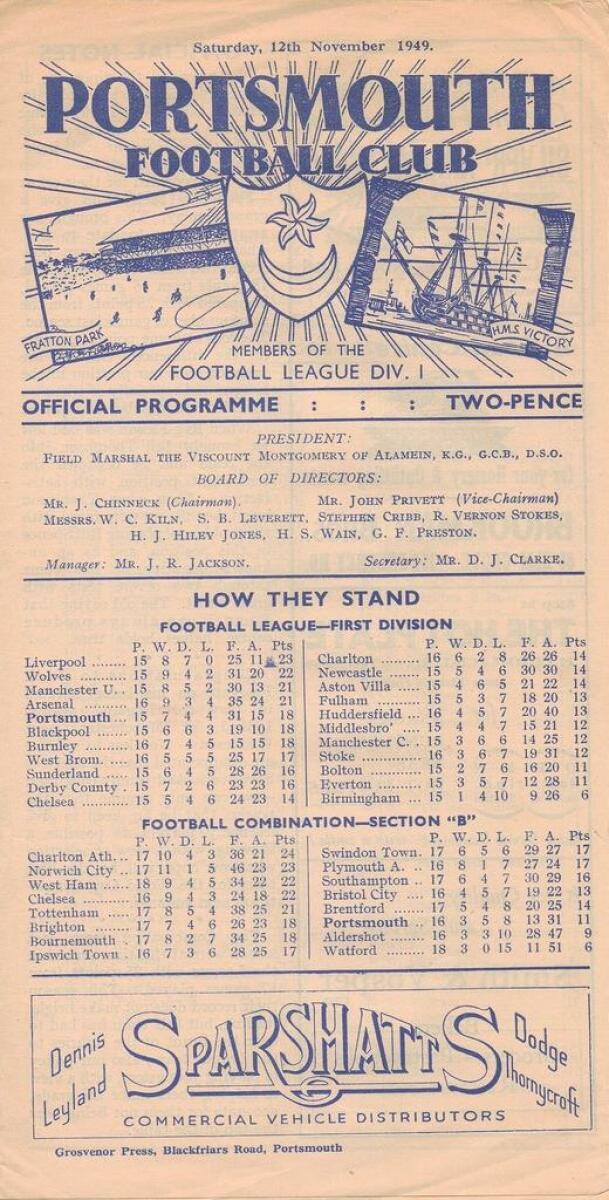 Saturday, 12th November 1949.
PORTSMOUTH
FOOTBALL CLUB
FRATTON PARK
H.M.S. VICTORY
MEMBERS OF THE
FOOTBALL LEAGUE DIV. I
OFFICIAL PROGRAMME : : : TWO-PENCE
PRESIDENT:
FIELD MARSHAL THE VISCOUNT MONTGOMERY OF ALAMEIN, K.G., G.C.B., D.S.O.
BOARD OF DIRECTORS:
MR. J. CHINNECK (Chairman). MR. JOHN PRIVETT (Vice-Chairman)
MESSRS. W. C. KILN, S. B. LEVERETT, STEPHEN CRIBB, R. VERNON STOKES,
H. J. HILEY JONES, H. S. WAIN, G. F. PRESTON.
Manager: MR. J. R. JACKSON. Secretary: MR. D. J. CLARKE.
HOW THEY STAND
FOOTBALL LEAGUE—FIRST DIVISION
P. W. D. L. F. A. Pts
Liverpool ........ 15 8 7 0 25 11 23
Wolves ........... 15 9 4 2 31 20 22
Manchester U. . 15 8 5 2 30 13 21
Arsenal .......... 16 9 3 4 35 24 21
Portsmouth ... 15 7 4 4 31 15 18
Blackpool ....... 15 6 6 3 19 10 18
Burnley .......... 16 7 4 5 15 15 18
West Brom. .... 16 5 5 5 25 17 17
Sunderland ..... 15 6 4 5 28 26 16
Derby County . 15 7 2 6 23 23 16
Chelsea ........... 15 5 4 6 24 23 14
P. W. D. L. F. A. Pts
Charlton ......... 16 6 2 8 26 26 14
Newcastle ....... 15 5 4 6 30 30 14
Aston Villa ..... 15 4 6 5 21 22 14
Fulham .......... 15 5 3 7 18 20 13
Huddersfield ... 16 4 5 7 20 40 13
Middlesbro' .... 15 4 4 7 15 21 12
Manchester C. . 15 3 6 6 14 25 12
Stoke ............. 16 3 6 7 19 31 12
Bolton ............ 15 2 7 6 16 20 11
Everton .......... 15 3 5 7 12 28 11
Birmingham ... 15 1 4 10 9 26 6
FOOTBALL COMBINATION—SECTION "B"
P. W. D. L. F. A. Pts
Charlton Ath... 17 10 4 3 36 21 24
Norwich City .. 17 11 1 5 46 23 23
West Ham ..... 18 9 4 5 34 22 22
Chelsea .......... 16 9 4 3 24 18 22
Tottenham ..... 17 8 5 4 38 25 21
Brighton ........ 17 7 4 6 26 23 18
Bournemouth . 17 8 2 7 34 25 18
Ipswich Town . 16 7 3 6 28 25 17
P. W. D. L. F. A. Pts
Swindon Town. 17 6 5 6 29 27 17
Plymouth A. .. 16 8 1 7 27 24 17
Southampton .. 17 6 4 7 30 29 16
Bristol City .... 16 4 5 7 19 22 13
Brentford ....... 17 5 4 8 20 25 14
Portsmouth .. 16 3 5 8 13 31 11
Aldershot ........ 16 3 3 10 28 47 9
Watford .......... 18 3 0 15 11 51 6
Dennis
Leyland
SPARSHATTS
Dodge
Thornycroft
COMMERCIAL VEHICLE DISTRIBUTORS
Grosvenor Press, Blackfriars Road, Portsmouth